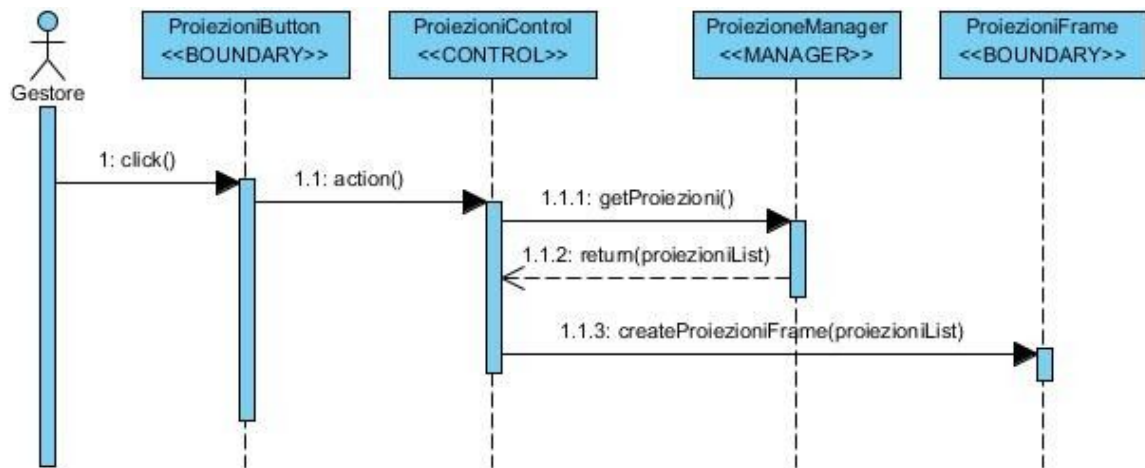 ProiezioniButton
<<BOUNDARY>>
ProiezioniControl
<<CONTROL>>
ProiezioneManager
<<MANAGER>>
ProiezioniFrame
<<BOUNDARY>>
Gestore
1: click()
1.1: action()
1.1.1: getProiezioni()
1.1.2: return(proiezioniList)
1.1.3: createProiezioniFrame(proiezioniList)